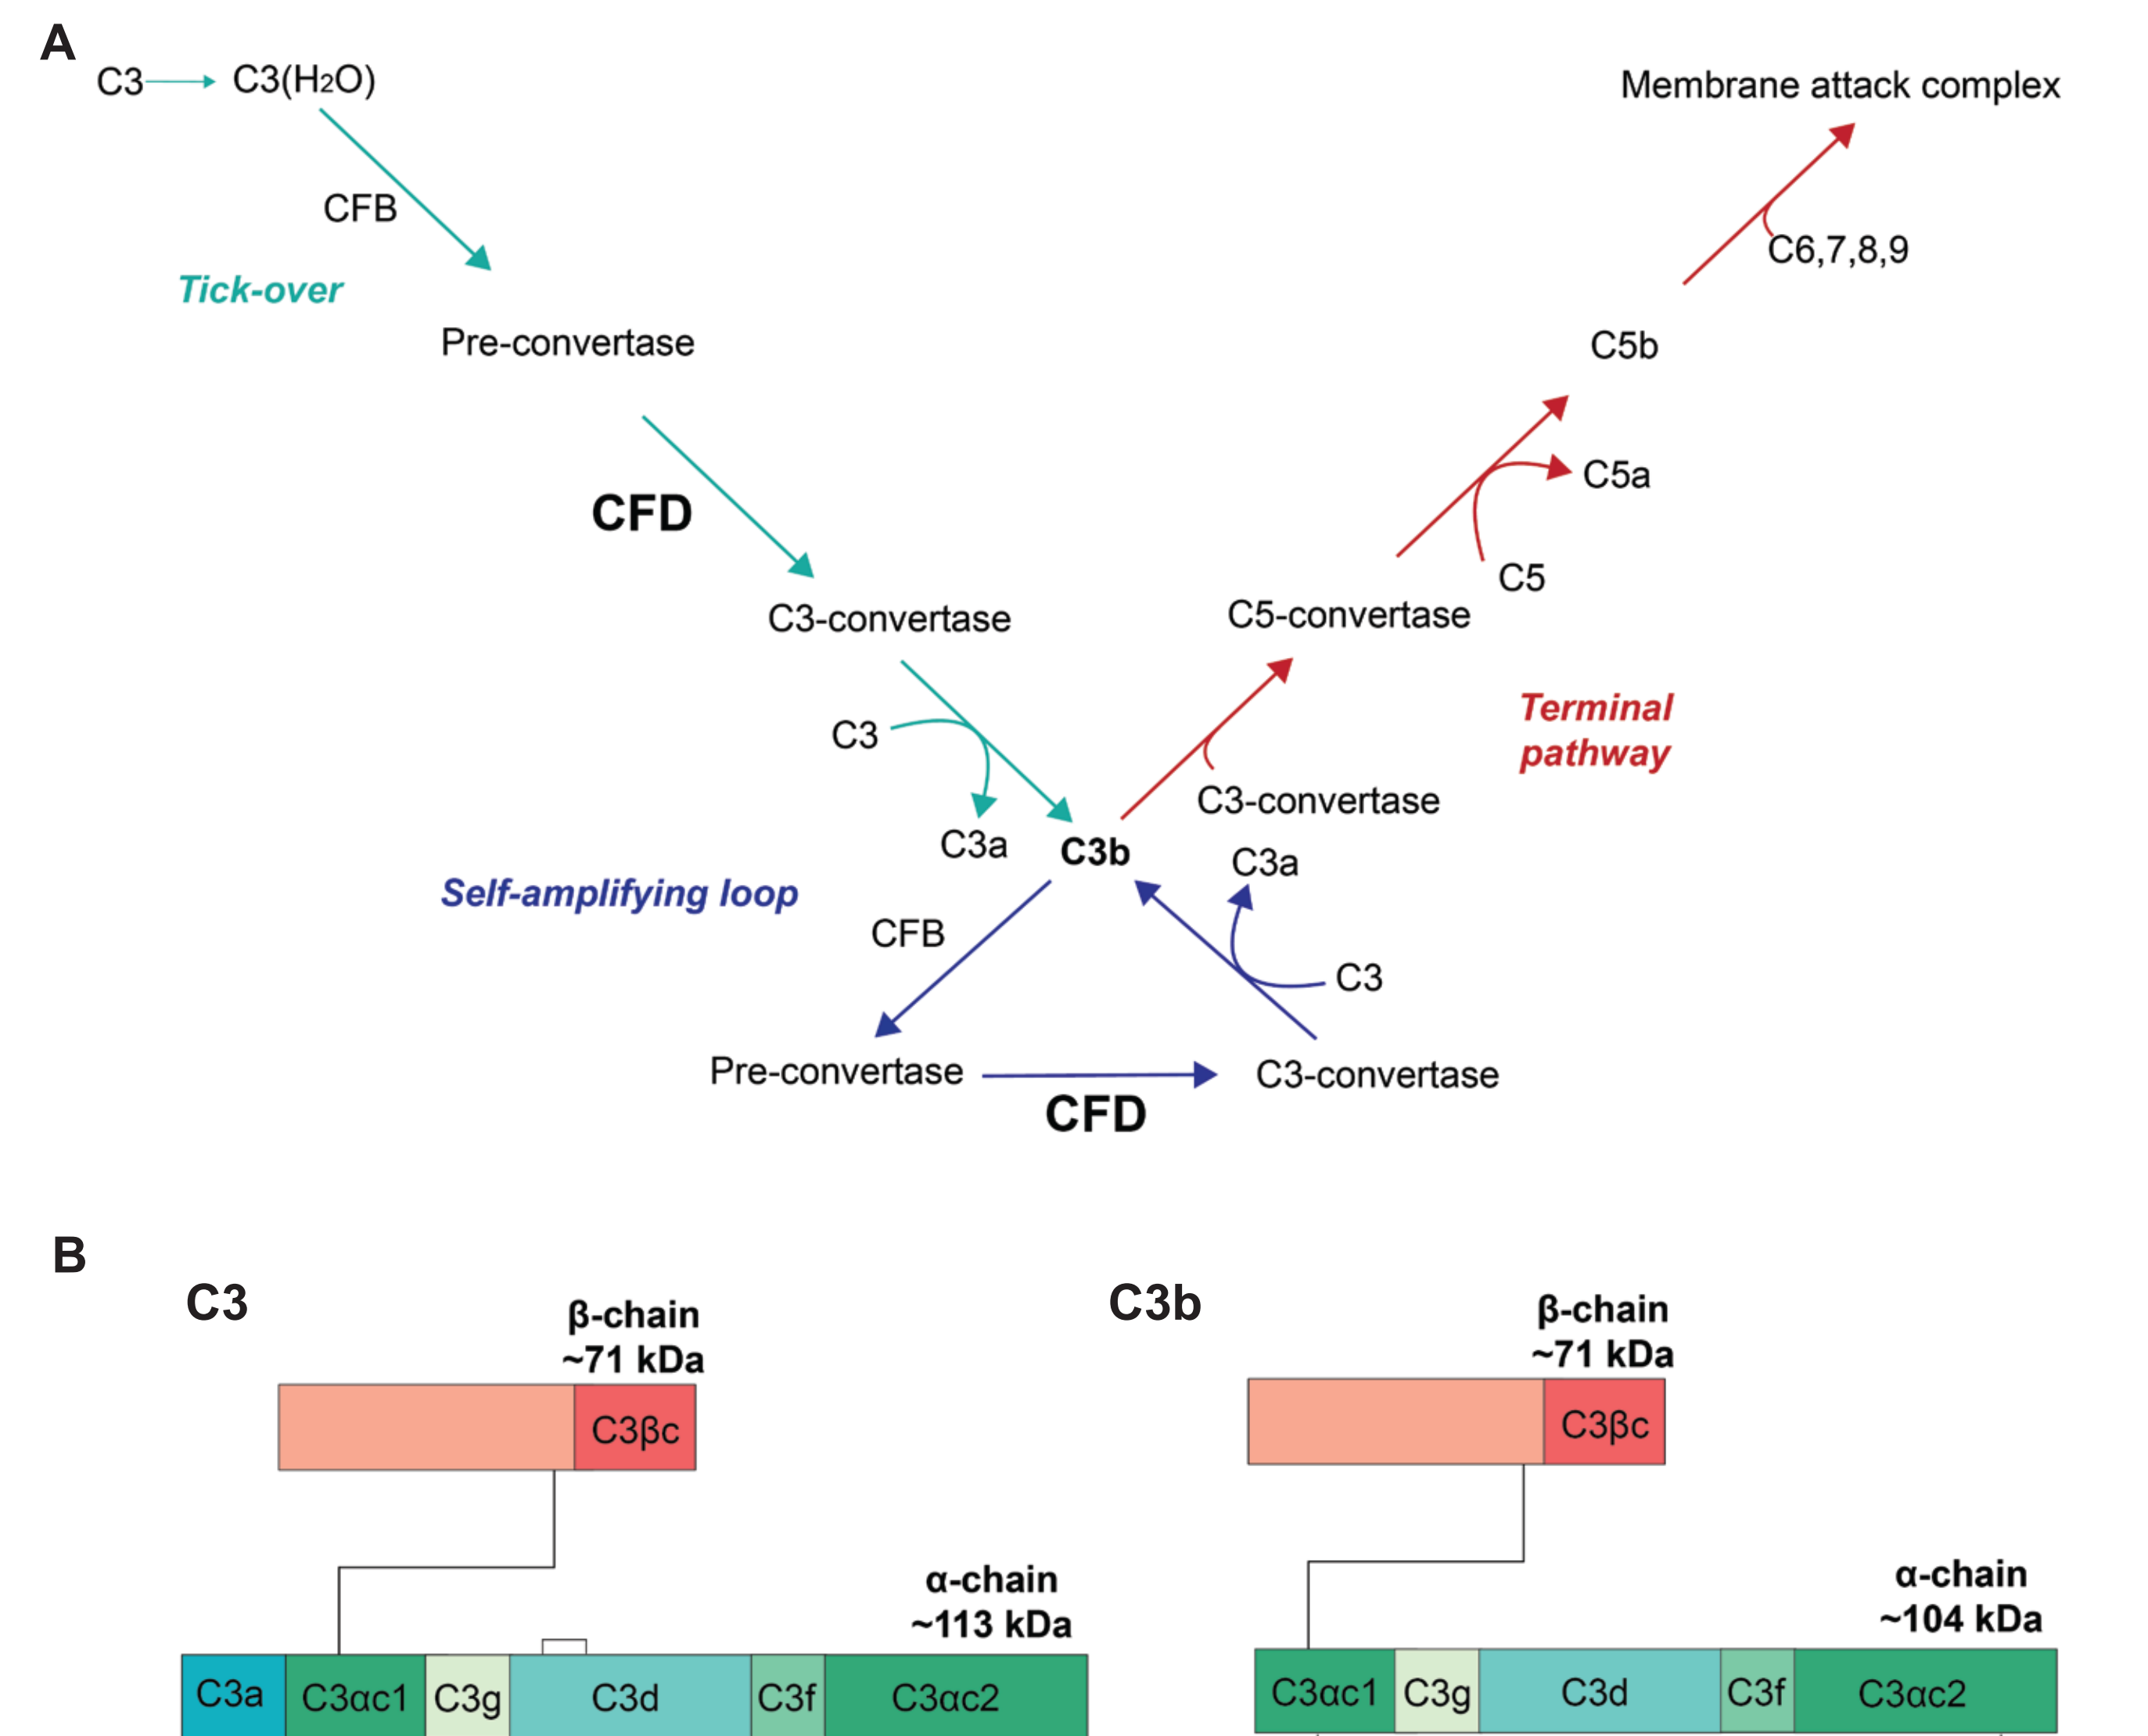 A
C3
C3(H2O)
CFB
Tick-over
Pre-convertase
CFD
C3-convertase
C3
C3a
C3b
Membrane attack complex
C6,7,8,9
C5b
C5a
C5
C5-convertase
Terminal
pathway
C3-convertase
C3a
Self-amplifying loop
CFB
C3
Pre-convertase
CFD
C3-convertase
B
C3
β-chain
~71 kDa
C3βc
α-chain
~113 kDa
C3a
C3αc1
C3g
C3d
C3f
C3αc2
C3b
β-chain
~71 kDa
C3βc
α-chain
~104 kDa
C3αc1
C3g
C3d
C3f
C3αc2